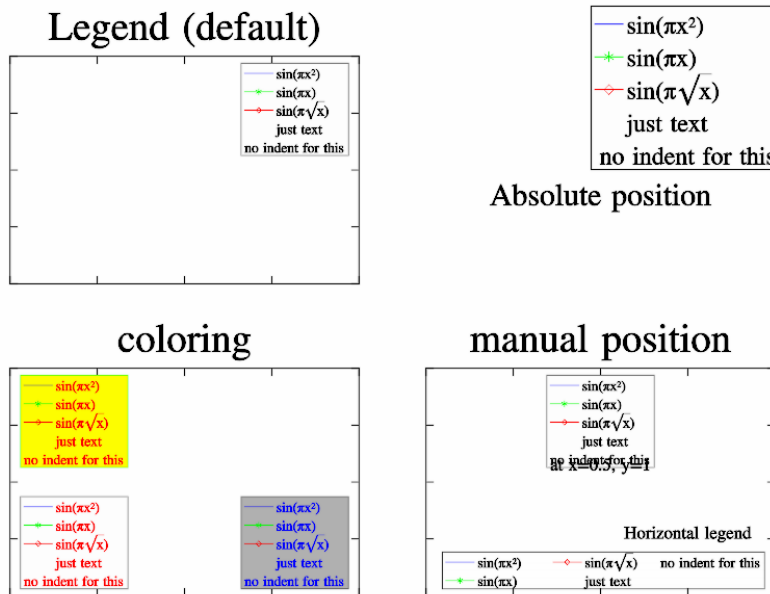 Legend (default)
sin(πx²)
sin(πx)
sin(π√x)
just text
no indent for this
sin(πx²)
sin(πx)
sin(π√x)
just text
no indent for this
Absolute position
coloring
sin(πx²)
sin(πx)
sin(π√x)
just text
no indent for this
sin(πx²)
sin(πx)
sin(π√x)
just text
no indent for this
sin(πx²)
sin(πx)
sin(π√x)
just text
no indent for this
manual position
sin(πx²)
sin(πx)
sin(π√x)
just text
no indent for this
at x=0.5, y=1
Horizontal legend
sin(πx²) sin(π√x) no indent for this
sin(πx) just text